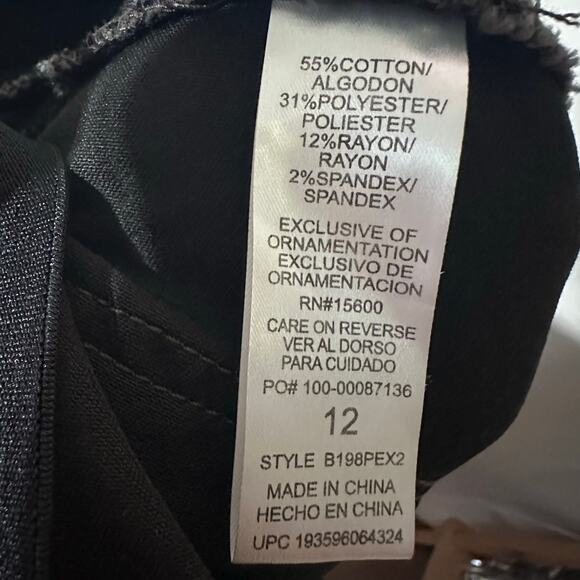 55%COTTON/
ALGODON
31%POLYESTER/
POLIESTER
12%RAYON/
RAYON
2%SPANDEX/
SPANDEX
EXCLUSIVE OF
ORNAMENTATION
EXCLUSIVO DE
ORNAMENTACION
RN#15600
CARE ON REVERSE
VER AL DORSO
PARA CUIDADO
PO# 100-00087136
12
STYLE B198PEX2
MADE IN CHINA
HECHO EN CHINA
UPC 193596064324